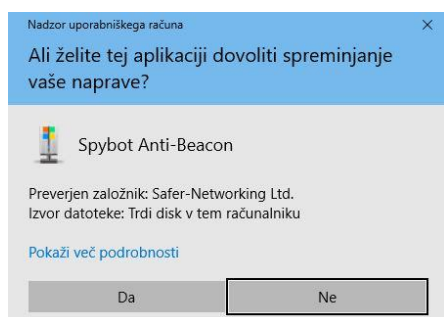 Nadzor uporabniškega računa
Ali želite tej aplikaciji dovoliti spreminjanje
vaše naprave?
Spybot Anti-Beacon
Preverjen založnik: Safer-Networking Ltd.
Izvor datoteke: Trdi disk v tem računalniku
Pokaži več podrobnosti
Da
Ne